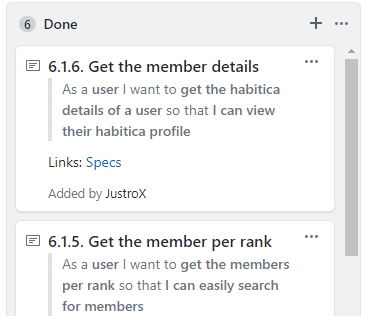 6 Done
6.1.6. Get the member details
As a user I want to get the habitica
details of a user so that I can view
their habitica profile
Links: Specs
Added by JustroX
6.1.5. Get the member per rank
As a user I want to get the members
per rank so that I can easily search
for members